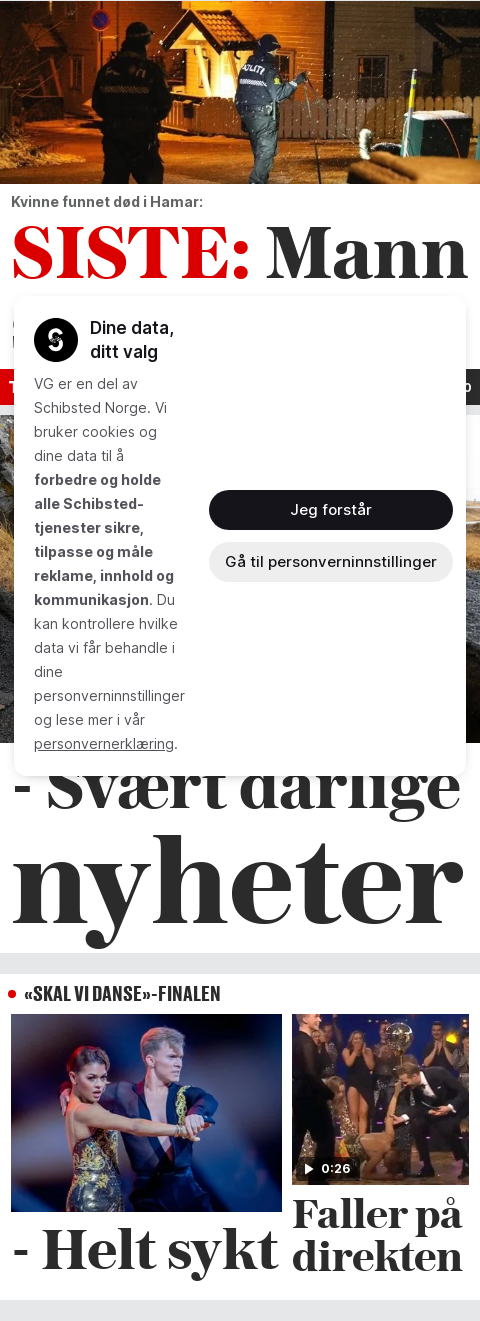 POLITI
Kvinne funnet død i Hamar:
SISTE: Mann
Dine data,
ditt valg
VG er en del av
Schibsted Norge. Vi
bruker cookies og
dine data til å
forbedre og holde
alle Schibsted-
tjenester sikre,
tilpasse og måle
reklame, innhold og
kommunikasjon. Du
kan kontrollere hvilke
data vi får behandle i
dine
personverninnstillinger
og lese mer i vår
personvernerklæring.
Jeg forstår
Gå til personverninnstillinger
- Svært dårlige
nyheter
«SKAL VI DANSE»-FINALEN
0:26
- Helt sykt
Faller på
direkten